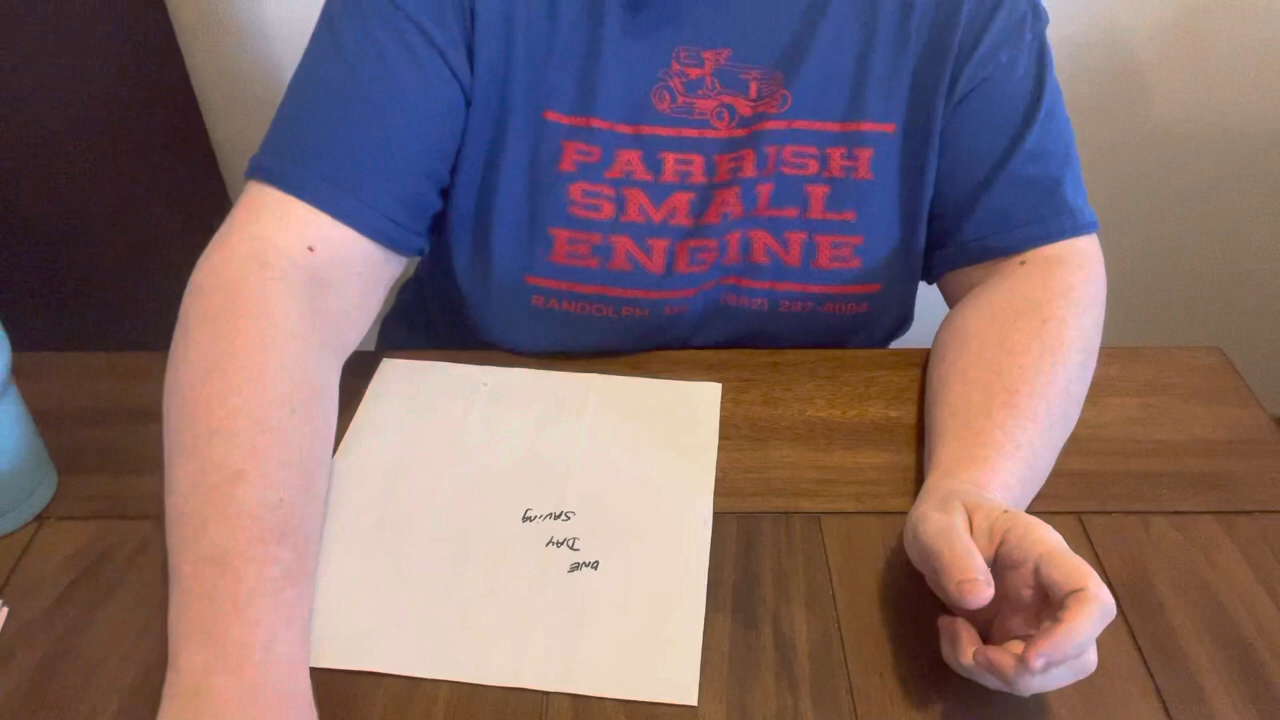 PARRISH
SMALL
ENGINE
RANDOLPH,
ONE
DAY
SAVING